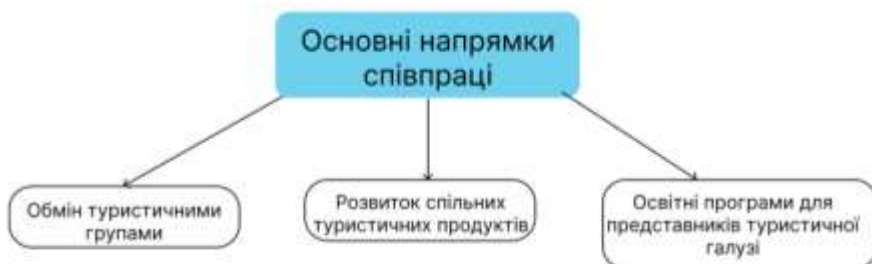 Основні напрямки
співпраці
Обмін туристичними
групами
Розвиток спільних
туристичних продуктів
Освітні програми для
представників туристичної
галузі